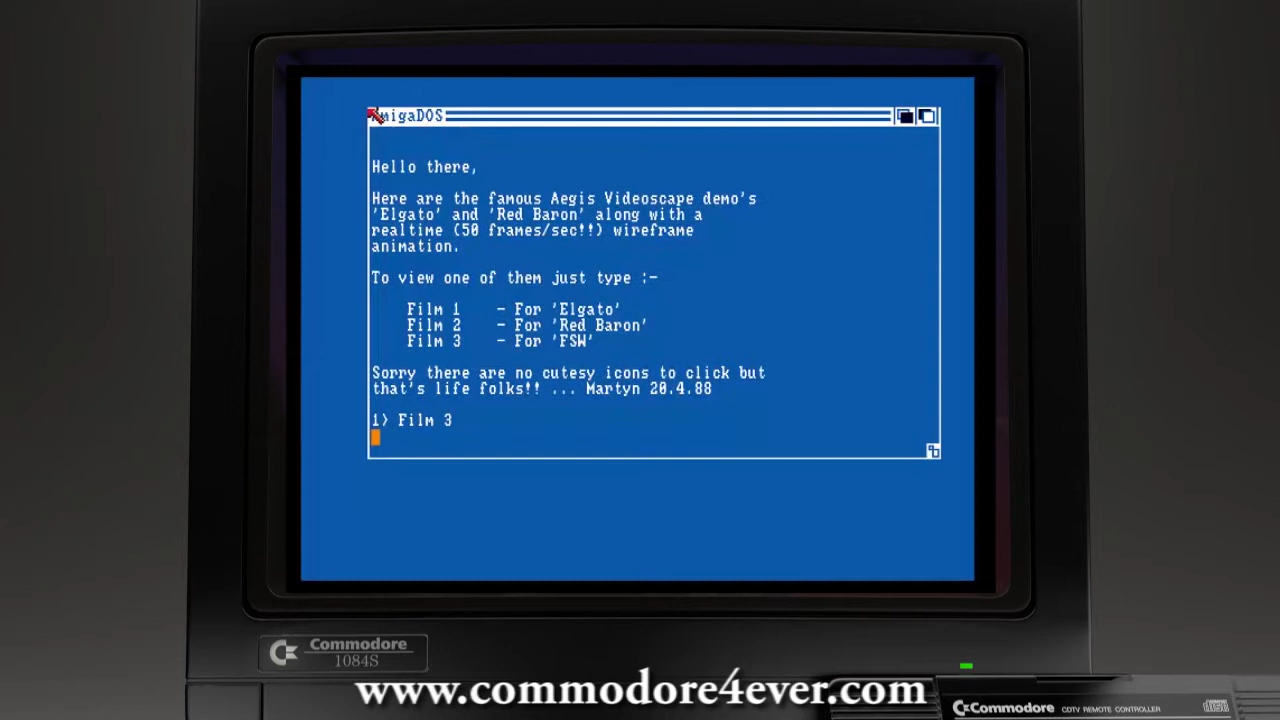 AmigaDOS
Hello there,
Here are the famous Aegis Videoscape demo's
'Elgato' and 'Red Baron' along with a
realtime (50 frames/sec!!) wireframe
animation.
To view one of them just type :-
Film 1 - For 'Elgato'
Film 2 - For 'Red Baron'
Film 3 - For 'FSW'
Sorry there are no cutesy icons to click but
that's life folks!! ... Martyn 20.4.88
1> Film 3
Commodore
1084S
www.commodore4ever.com
Commodore CDTV REMOTE CONTROLLER